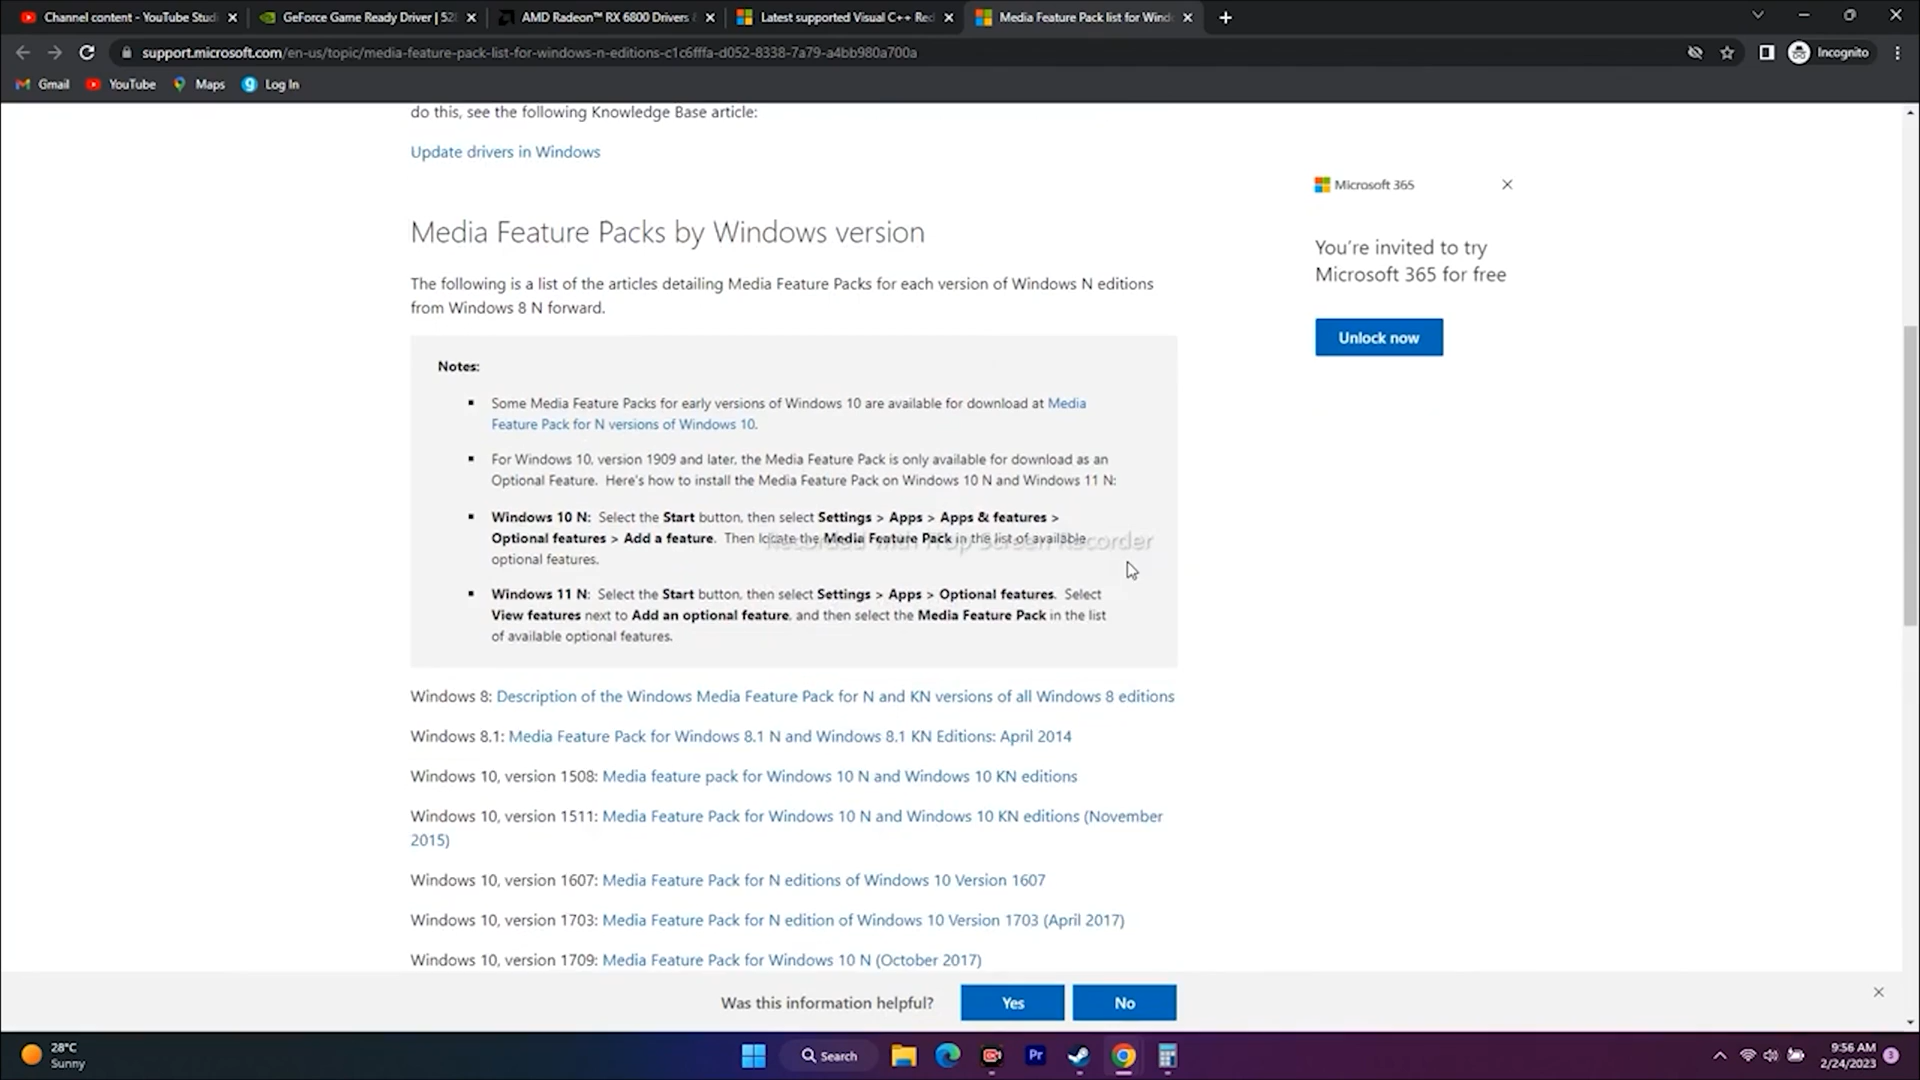 Channel content - YouTube Studi
GeForce Game Ready Driver | 528
AMD Radeon™ RX 6800 Drivers &
Latest supported Visual C++ Red
Media Feature Pack list for Wind
support.microsoft.com/en-us/topic/media-feature-pack-list-for-windows-n-editions-c1c6fffa-d052-8338-7a79-a4bb980a700a
Incognito
Gmail
YouTube
Maps
Log In
do this, see the following Knowledge Base article:
Update drivers in Windows
Microsoft 365
You're invited to try
Microsoft 365 for free
Unlock now
Media Feature Packs by Windows version
The following is a list of the articles detailing Media Feature Packs for each version of Windows N editions
from Windows 8 N forward.
Notes:
Some Media Feature Packs for early versions of Windows 10 are available for download at Media
Feature Pack for N versions of Windows 10.
For Windows 10, version 1909 and later, the Media Feature Pack is only available for download as an
Optional Feature. Here's how to install the Media Feature Pack on Windows 10 N and Windows 11 N:
Windows 10 N: Select the Start button, then select Settings > Apps > Apps & features >
Optional features > Add a feature. Then locate the Media Feature Pack in the list of available
optional features.
Recorded with iTop Screen Recorder
Windows 11 N: Select the Start button, then select Settings > Apps > Optional features. Select
View features next to Add an optional feature, and then select the Media Feature Pack in the list
of available optional features.
Windows 8: Description of the Windows Media Feature Pack for N and KN versions of all Windows 8 editions
Windows 8.1: Media Feature Pack for Windows 8.1 N and Windows 8.1 KN Editions: April 2014
Windows 10, version 1508: Media feature pack for Windows 10 N and Windows 10 KN editions
Windows 10, version 1511: Media Feature Pack for Windows 10 N and Windows 10 KN editions (November
2015)
Windows 10, version 1607: Media Feature Pack for N editions of Windows 10 Version 1607
Windows 10, version 1703: Media Feature Pack for N edition of Windows 10 Version 1703 (April 2017)
Windows 10, version 1709: Media Feature Pack for Windows 10 N (October 2017)
Was this information helpful?
Yes
No
28°C
Sunny
Search
Pr
9:56 AM
2/24/2023
3